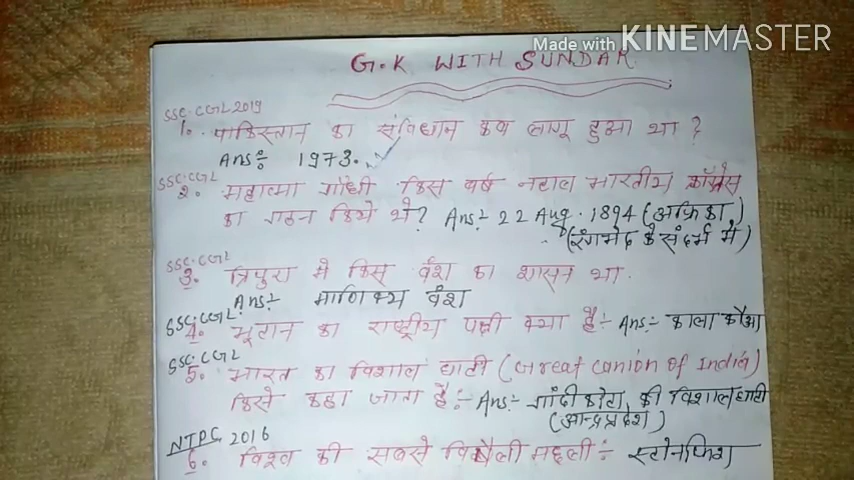 Made with KINEMASTER
G.K WITH SUNDAR
SSC.CGL 2019
1. पाकिस्तान का संविधान कब लागू हुआ था ?
Ans: 1973.
SSC.CGL
2. महात्मा गाँधी किस वर्ष नटाल भारतीय काँग्रेस
का गठन किये थे? Ans:- 22 Aug. 1894 (अफ्रिका)
(रंगभेद के संदर्भ में)
SSC.CGL
3. त्रिपुरा में किस वंश का शासन था.
Ans:- माणिक्य वंश
SSC.CGL
4. भूटान का राष्ट्रीय पक्षी क्या है:- Ans:- काला कौआ
SSC.CGL
5. भारत का विशाल घाटी (Great Canion of India)
किसे कहा जाता है:- Ans:- गांदी कोटा की विशाल घाटी
(आन्ध्रप्रदेश)
NTPC 2016
6. विश्व की सबसे विषैली मछली:- स्टोनफिश